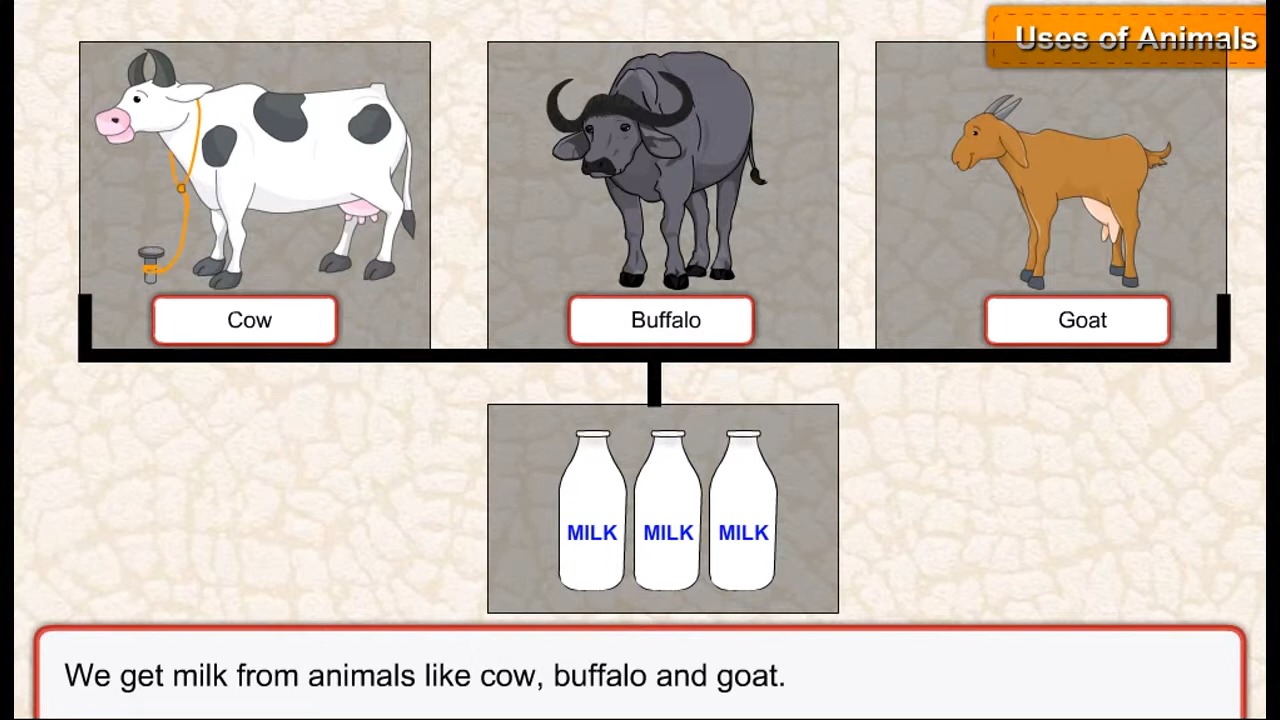 Uses of Animals
Cow
Buffalo
Goat
MILK MILK MILK
We get milk from animals like cow, buffalo and goat.